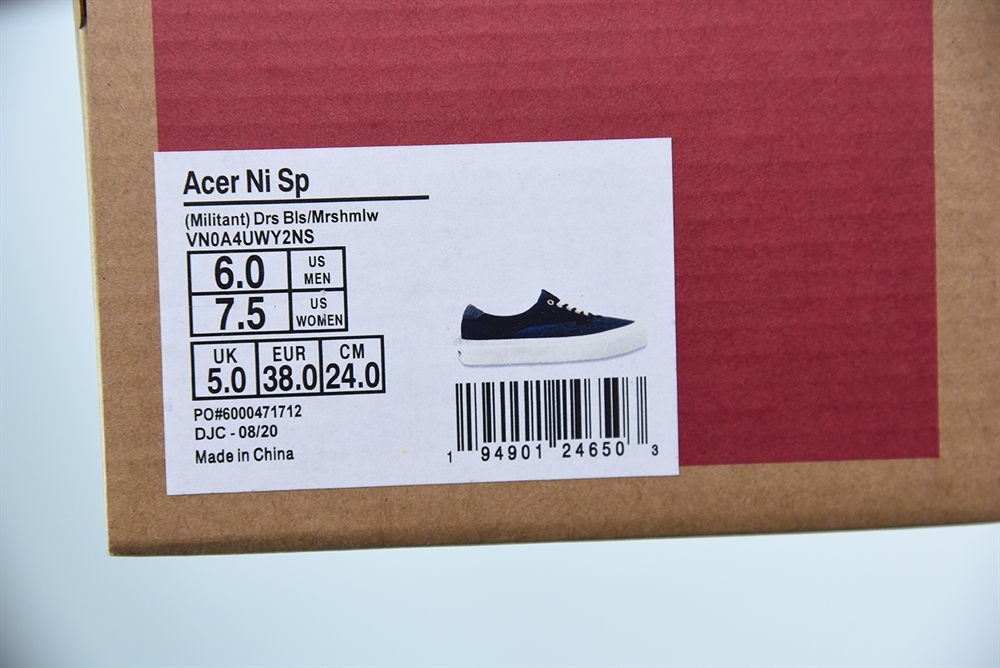 Acer Ni Sp
(Militant) Drs Bls/Mrshmlw
VN0A4UWY2NS
6.0 US MEN
7.5 US WOMEN
UK EUR CM
5.0 38.0 24.0
PO#6000471712
DJC - 08/20
Made in China
1 94901 24650 3